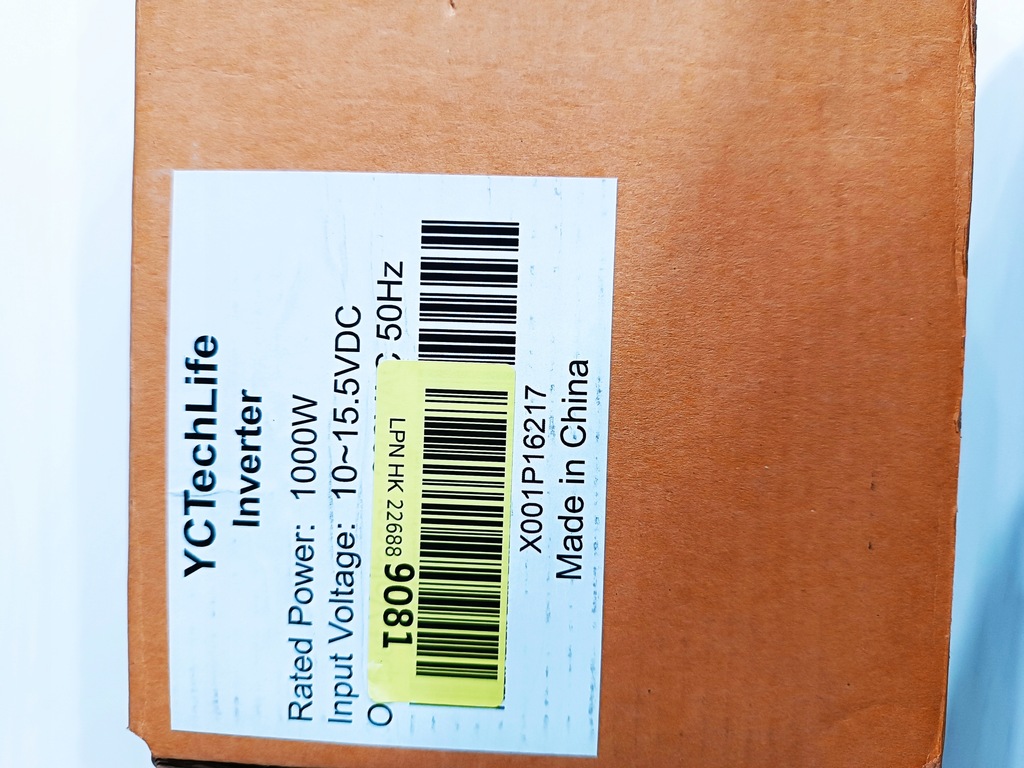 YCTechLife
Inverter
Rated Power: 1000W
Input Voltage: 10~15.5VDC
50Hz
LPN HK 22688 9081
X001P16217
Made in China